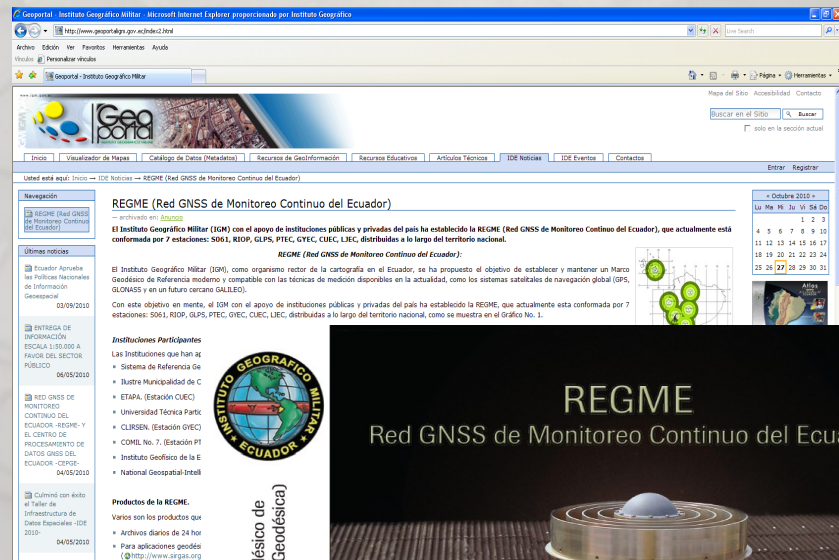 Geoportal - Instituto Geográfico Militar - Microsoft Internet Explorer proporcionado por Instituto Geográfico
http://www.geoportaligm.gov.ec/index2.html
Live Search
Archivo Edición Ver Favoritos Herramientas Ayuda
Vínculos Personalizar vínculos
Geoportal - Instituto Geográfico Militar
Página Herramientas
Mapa del Sitio Accesibilidad Contacto
Geo
portal
Buscar en el Sitio Buscar
solo en la sección actual
Inicio Visualizador de Mapas Catálogo de Datos (Metadatos) Recursos de GeoInformación Recursos Educativos Artículos Técnicos IDE Noticias IDE Eventos Contactos
Entrar Registrar
Usted está aquí: Inicio → IDE Noticias → REGME (Red GNSS de Monitoreo Continuo del Ecuador)
Navegación
REGME (Red GNSS
de Monitoreo Continuo
del Ecuador)
Últimas noticias
Ecuador Aprueba
las Políticas Nacionales
de Información
Geoespacial
03/09/2010
ENTREGA DE
INFORMACIÓN
ESCALA 1:50.000 A
FAVOR DEL SECTOR
PÚBLICO
06/05/2010
RED GNSS DE
MONITOREO
CONTINUO DEL
ECUADOR -REGME- Y
EL CENTRO DE
PROCESAMIENTO DE
DATOS GNSS DEL
ECUADOR -CEPGE-
04/05/2010
Culminó con éxito
el Taller de
Infraestructura de
Datos Espaciales -IDE
2010-
04/05/2010
REGME (Red GNSS de Monitoreo Continuo del Ecuador)
— archivado en: Anuncio
El Instituto Geográfico Militar (IGM) con el apoyo de instituciones públicas y privadas del país ha establecido la REGME (Red GNSS de Monitoreo Continuo del Ecuador), que actualmente está
conformada por 7 estaciones: S061, RIOP, GLPS, PTEC, GYEC, CUEC, LJEC, distribuidas a lo largo del territorio nacional.
REGME (Red GNSS de Monitoreo Continuo del Ecuador):
El Instituto Geográfico Militar (IGM), como organismo rector de la cartografía en el Ecuador, se ha propuesto el objetivo de establecer y mantener un Marco
Geodésico de Referencia moderno y compatible con las técnicas de medición disponibles en la actualidad, como los sistemas satelitales de navegación global (GPS,
GLONASS y en un futuro cercano GALILEO).
Con este objetivo en mente, el IGM con el apoyo de instituciones públicas y privadas del país ha establecido la REGME, que actualmente esta conformada por 7
estaciones: S061, RIOP, GLPS, PTEC, GYEC, CUEC, LJEC, distribuidas a lo largo del territorio nacional, como se muestra en el Gráfico No. 1.
Instituciones Participantes
Las Instituciones que han ap
Sistema de Referencia Ge
Ilustre Municipalidad de C
ETAPA. (Estación CUEC)
Universidad Técnica Partic
CLIRSEN. (Estación GYEC)
COMIL No. 7. (Estación PT
Instituto Geofísico de la E
National Geospatial-Intelli
Productos de la REGME.
Varios son los productos que
Archivos diarios de 24 hor
Para aplicaciones geodési
(http://www.sirgas.org
« Octubre 2010 »
Lu Ma Mi Ju Vi Sá Do
1 2 3
4 5 6 7 8 9 10
11 12 13 14 15 16 17
18 19 20 21 22 23 24
25 26 27 28 29 30 31
Atlas
INSTITUTO GEOGRAFICO MILITAR
ECUADOR
ésico de
Geodésica)
REGME
Red GNSS de Monitoreo Continuo del Ecua